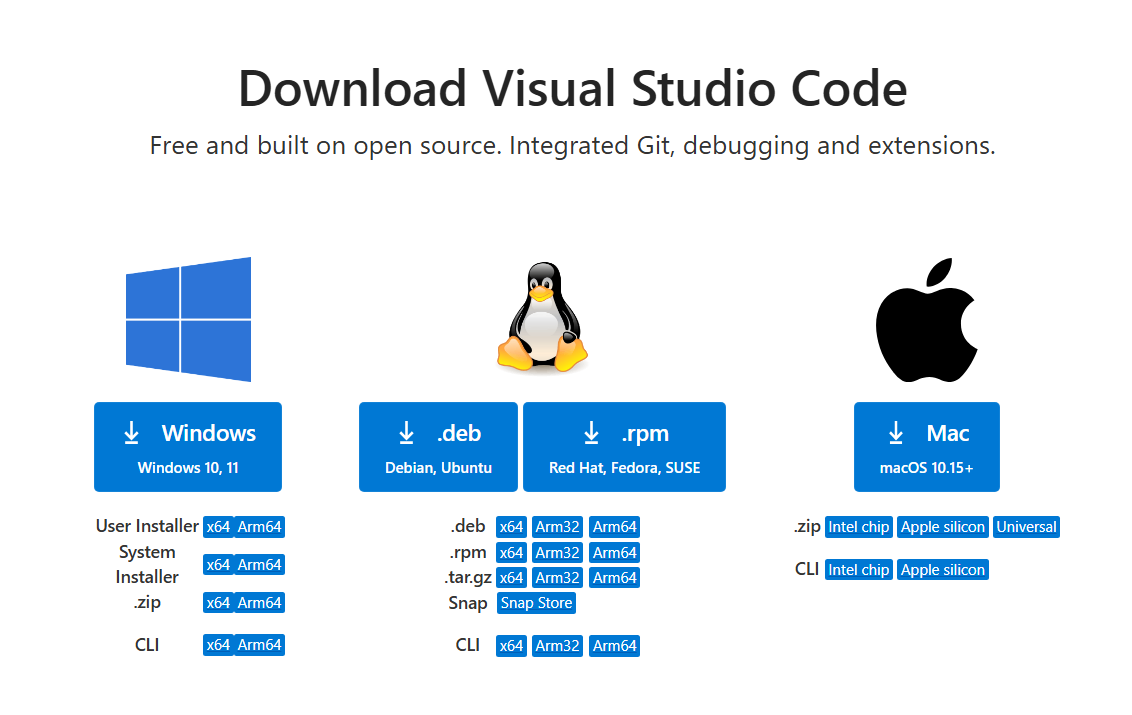 Download Visual Studio Code
Free and built on open source. Integrated Git, debugging and extensions.
Windows
Windows 10, 11
User Installer x64 Arm64
System
Installer x64 Arm64
.zip x64 Arm64
CLI x64 Arm64
.deb
Debian, Ubuntu
.rpm
Red Hat, Fedora, SUSE
.deb x64 Arm32 Arm64
.rpm x64 Arm32 Arm64
.tar.gz x64 Arm32 Arm64
Snap Snap Store
CLI x64 Arm32 Arm64
Mac
macOS 10.15+
.zip Intel chip Apple silicon Universal
CLI Intel chip Apple silicon